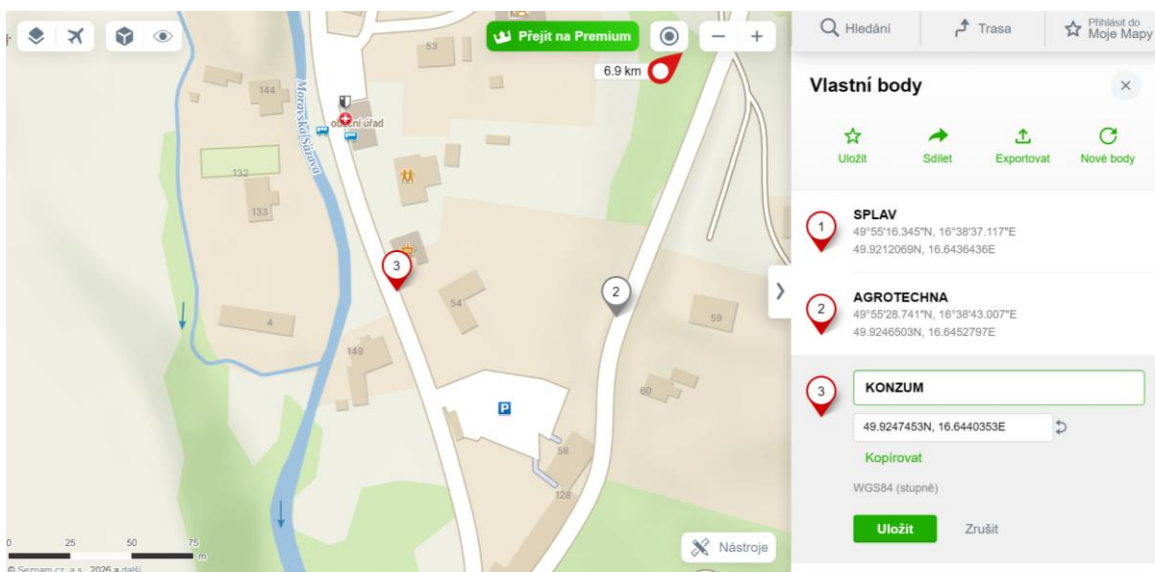 Přejít na Premium
6.9 km
53
144
obecní úřad
Moravská Sázava
132
133
3
2
54
59
4
149
60
P
58
128
0 25 50 75
m
© Seznam.cz, a.s., 2026 a další
Nástroje
Hledání
Trasa
Přihlásit do
Moje Mapy
Vlastní body
Uložit
Sdílet
Exportovat
Nové body
1
SPLAV
49°55'16.345"N, 16°38'37.117"E
49.9212069N, 16.6436436E
2
AGROTECHNA
49°55'28.741"N, 16°38'43.007"E
49.9246503N, 16.6452797E
3
KONZUM
49.9247453N, 16.6440353E
Kopírovat
WGS84 (stupně)
Uložit
Zrušit